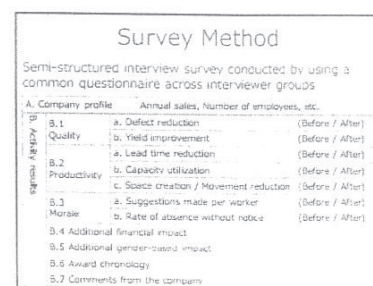 Survey Method
Semi-structured interview survey conducted by using a
common questionnaire across interviewer groups
A. Company profile Annual sales, Number of employees, etc.
B. Activity results
B.1 Quality
a. Defect reduction (Before / After)
b. Yield improvement (Before / After)
B.2 Productivity
a. Lead time reduction (Before / After)
b. Capacity utilization (Before / After)
c. Space creation / Movement reduction (Before / After)
B.3 Morale
a. Suggestions made per worker (Before / After)
b. Rate of absence without notice (Before / After)
B.4 Additional financial impact
B.5 Additional gender-based impact
B.6 Award chronology
B.7 Comments from the company